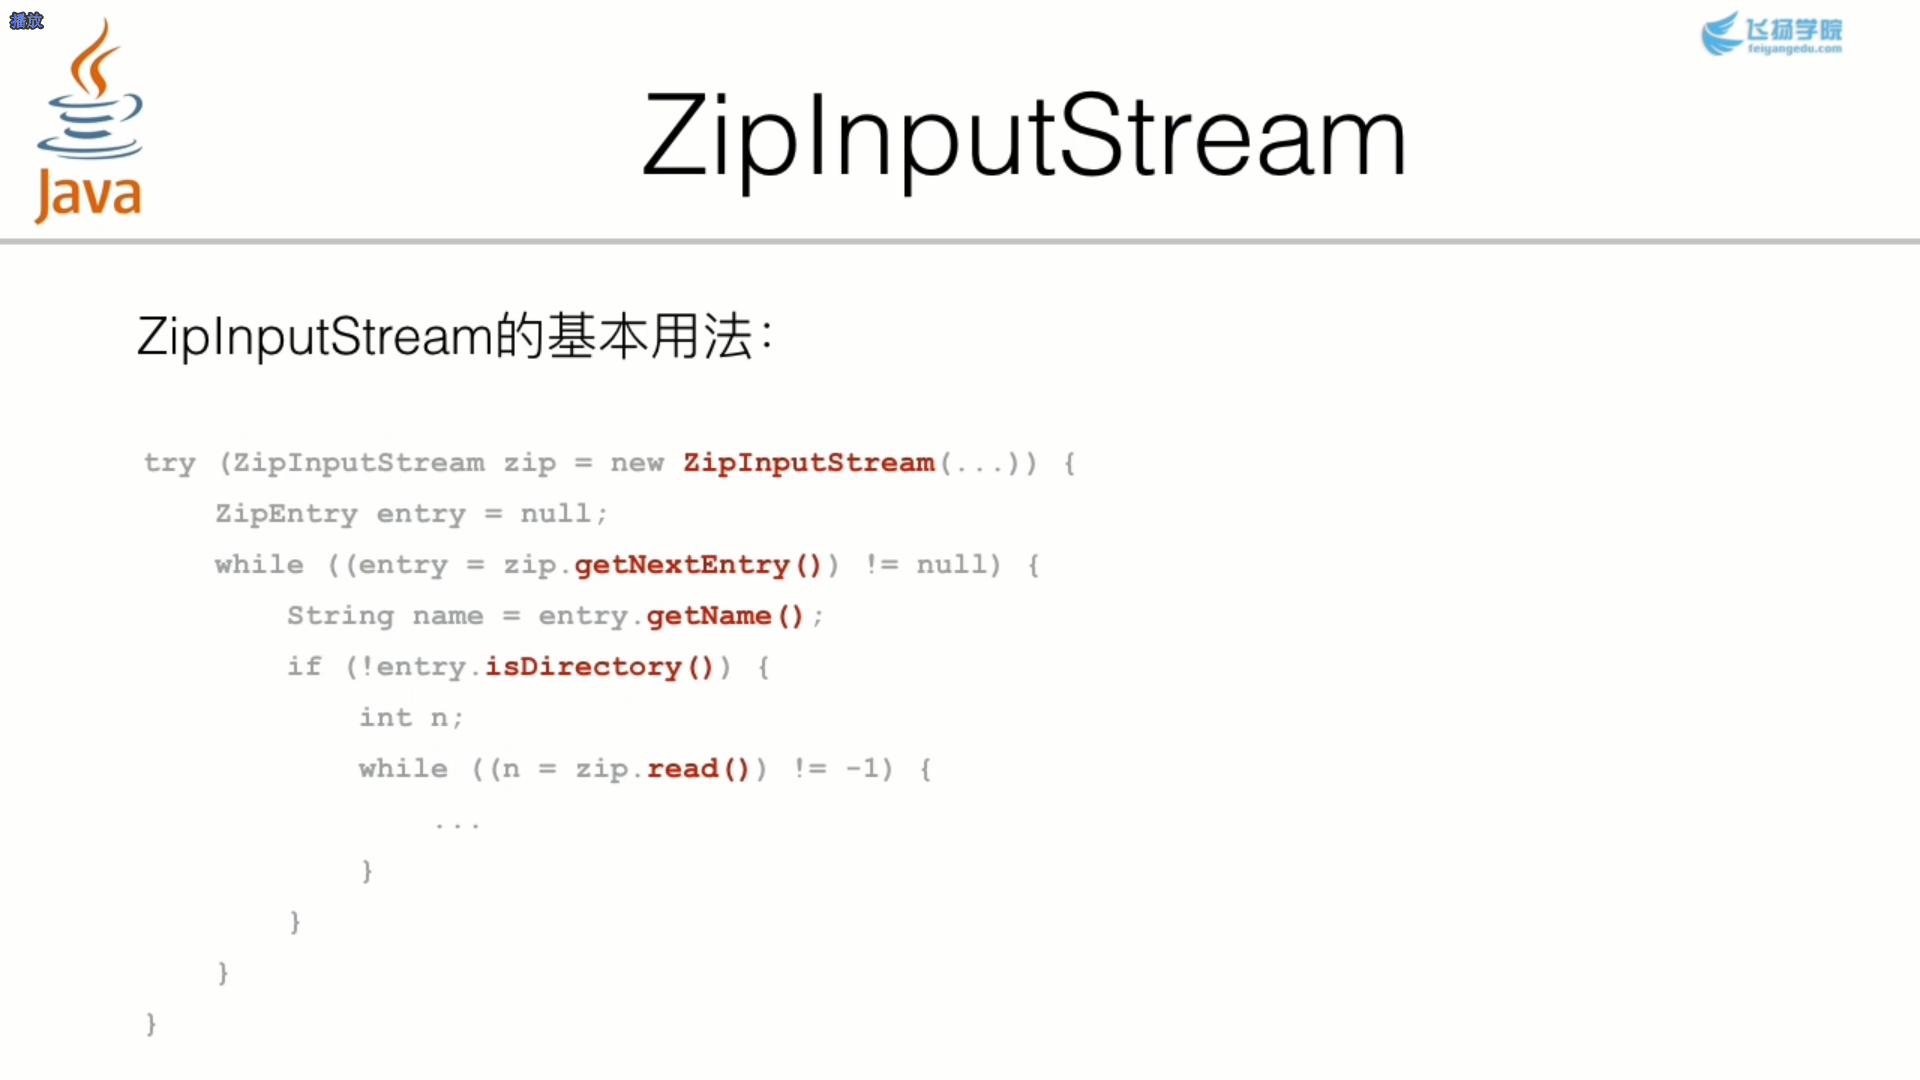 播放
Java
飞扬学院
feiyangedu.com
ZipInputStream
ZipInputStream的基本用法：
try (ZipInputStream zip = new ZipInputStream(...)) {
    ZipEntry entry = null;
    while ((entry = zip.getNextEntry()) != null) {
        String name = entry.getName();
        if (!entry.isDirectory()) {
            int n;
            while ((n = zip.read()) != -1) {
                ...
            }
        }
    }
}